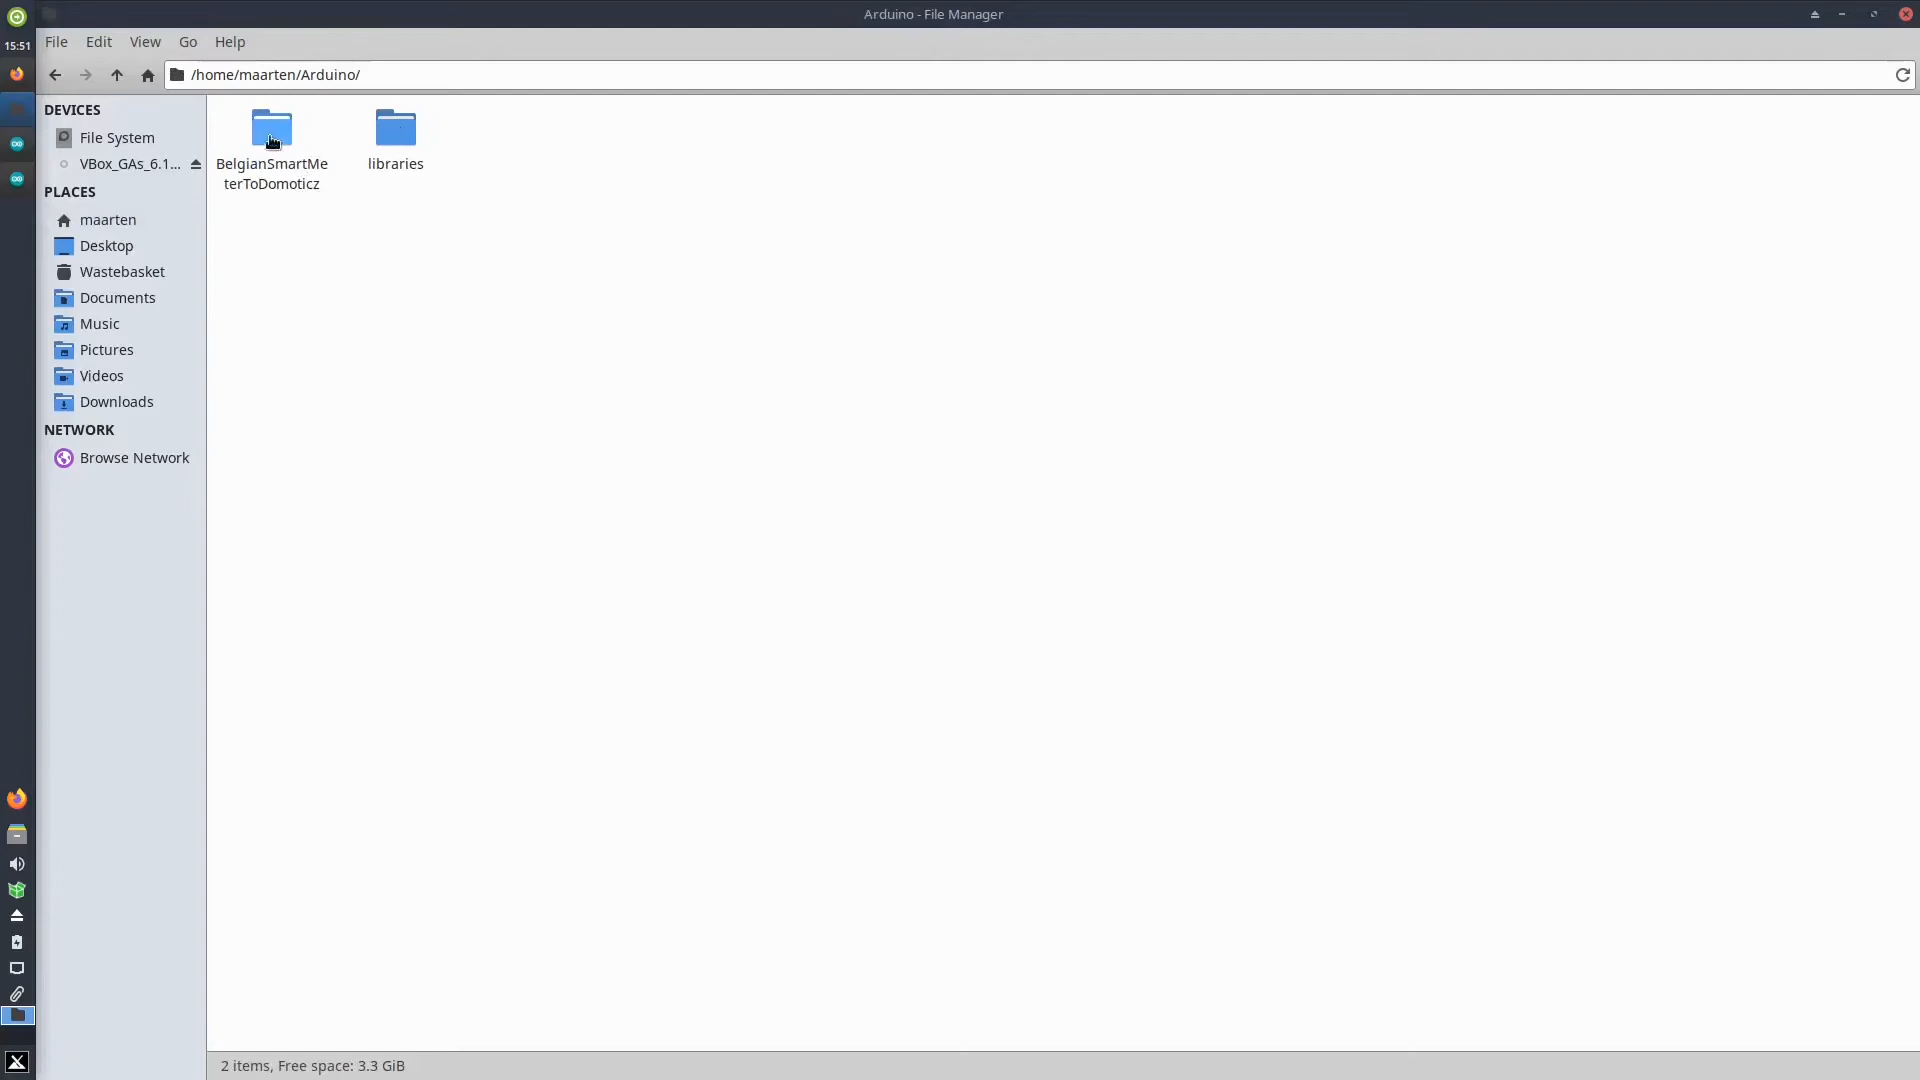 Arduino - File Manager
15:51
File Edit View Go Help
/home/maarten/Arduino/
DEVICES
File System
VBox_GAs_6.1...
PLACES
maarten
Desktop
Wastebasket
Documents
Music
Pictures
Videos
Downloads
NETWORK
Browse Network
BelgianSmartMe
terToDomoticz
libraries
2 items, Free space: 3.3 GiB